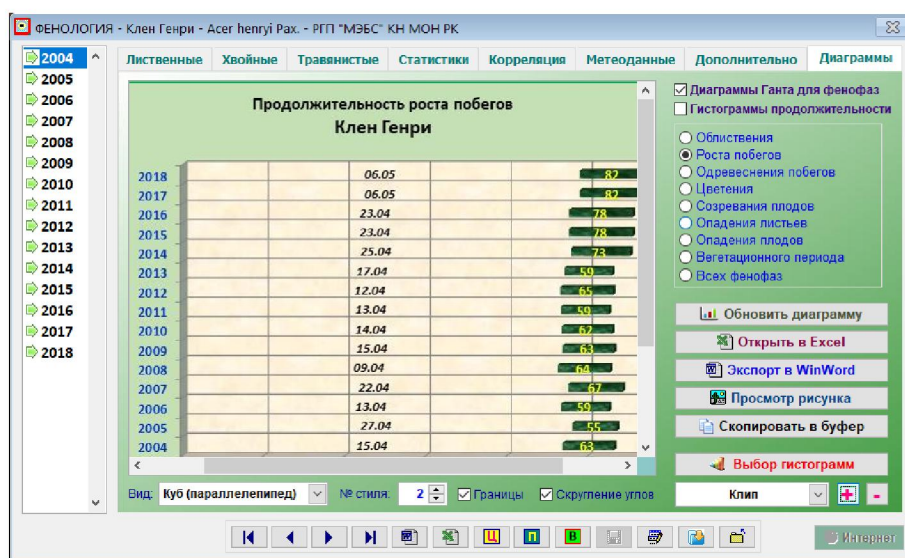 ФЕНОЛОГИЯ - Клен Генри - Acer henryi Pax. - РГП "МЭБС" КН МОН РК
Лиственные Хвойные Травянистые Статистики Корреляция Метеоданные Дополнительно Диаграммы
2004
2005
2006
2007
2008
2009
2010
2011
2012
2013
2014
2015
2016
2017
2018
Продолжительность роста побегов
Клен Генри
2018 06.05 82
2017 06.05 82
2016 23.04 78
2015 23.04 78
2014 25.04 73
2013 17.04 59
2012 12.04 65
2011 13.04 59
2010 14.04 62
2009 15.04 63
2008 09.04 64
2007 22.04 67
2006 13.04 59
2005 27.04 55
2004 15.04 63
Вид: Куб (параллелепипед) № стиля: 2 Границы Скругление углов
Диаграммы Ганта для фенофаз
Гистограммы продолжительности
Облиствения
Роста побегов
Одревеснения побегов
Цветения
Созревания плодов
Опадения листьев
Опадения плодов
Вегетационного периода
Всех фенофаз
Обновить диаграмму
Открыть в Excel
Экспорт в WinWord
Просмотр рисунка
Скопировать в буфер
Выбор гистограмм
Клип + -
Ц П В Интернет